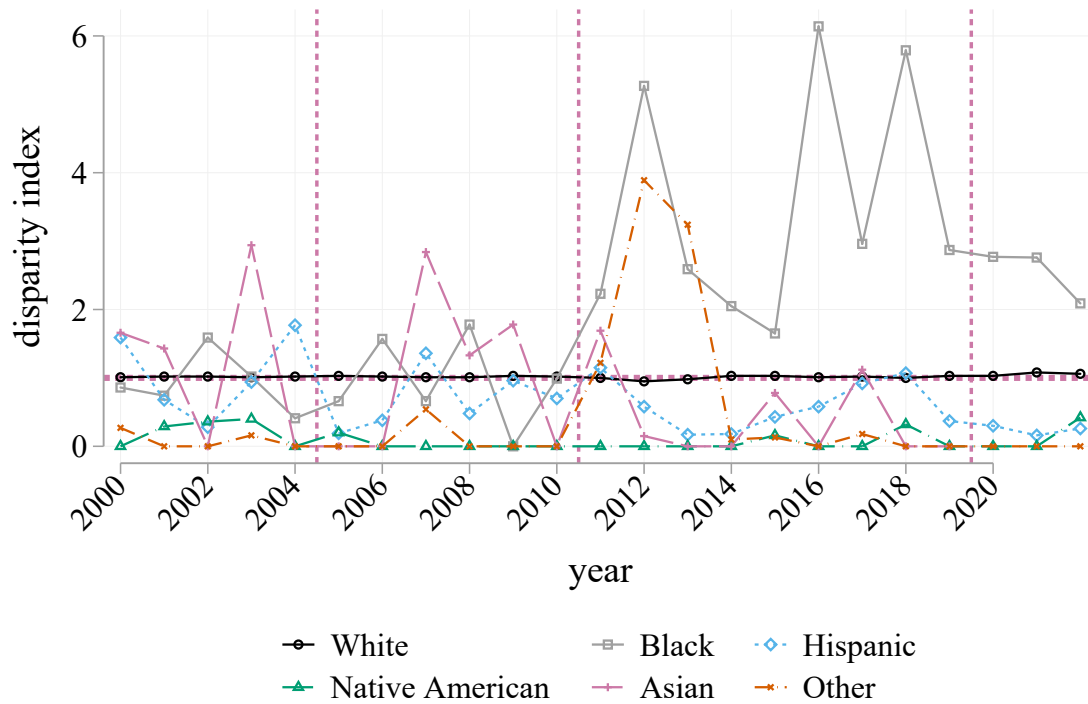 disparity index
6
4
2
0
2000 2002 2004 2006 2008 2010 2012 2014 2016 2018 2020
year
White Black Hispanic
Native American Asian Other